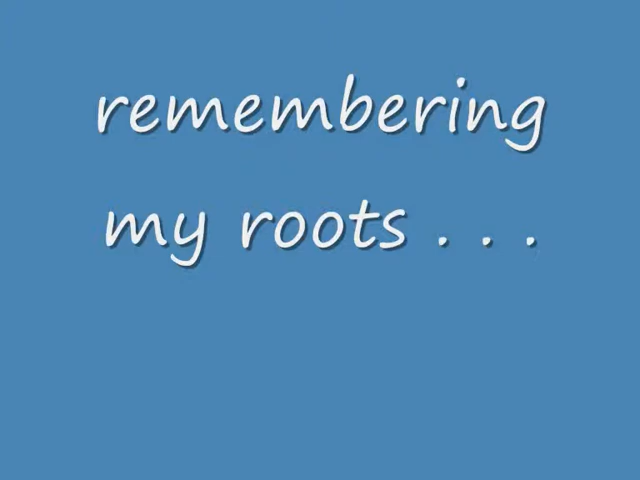 remembering
my roots . . .